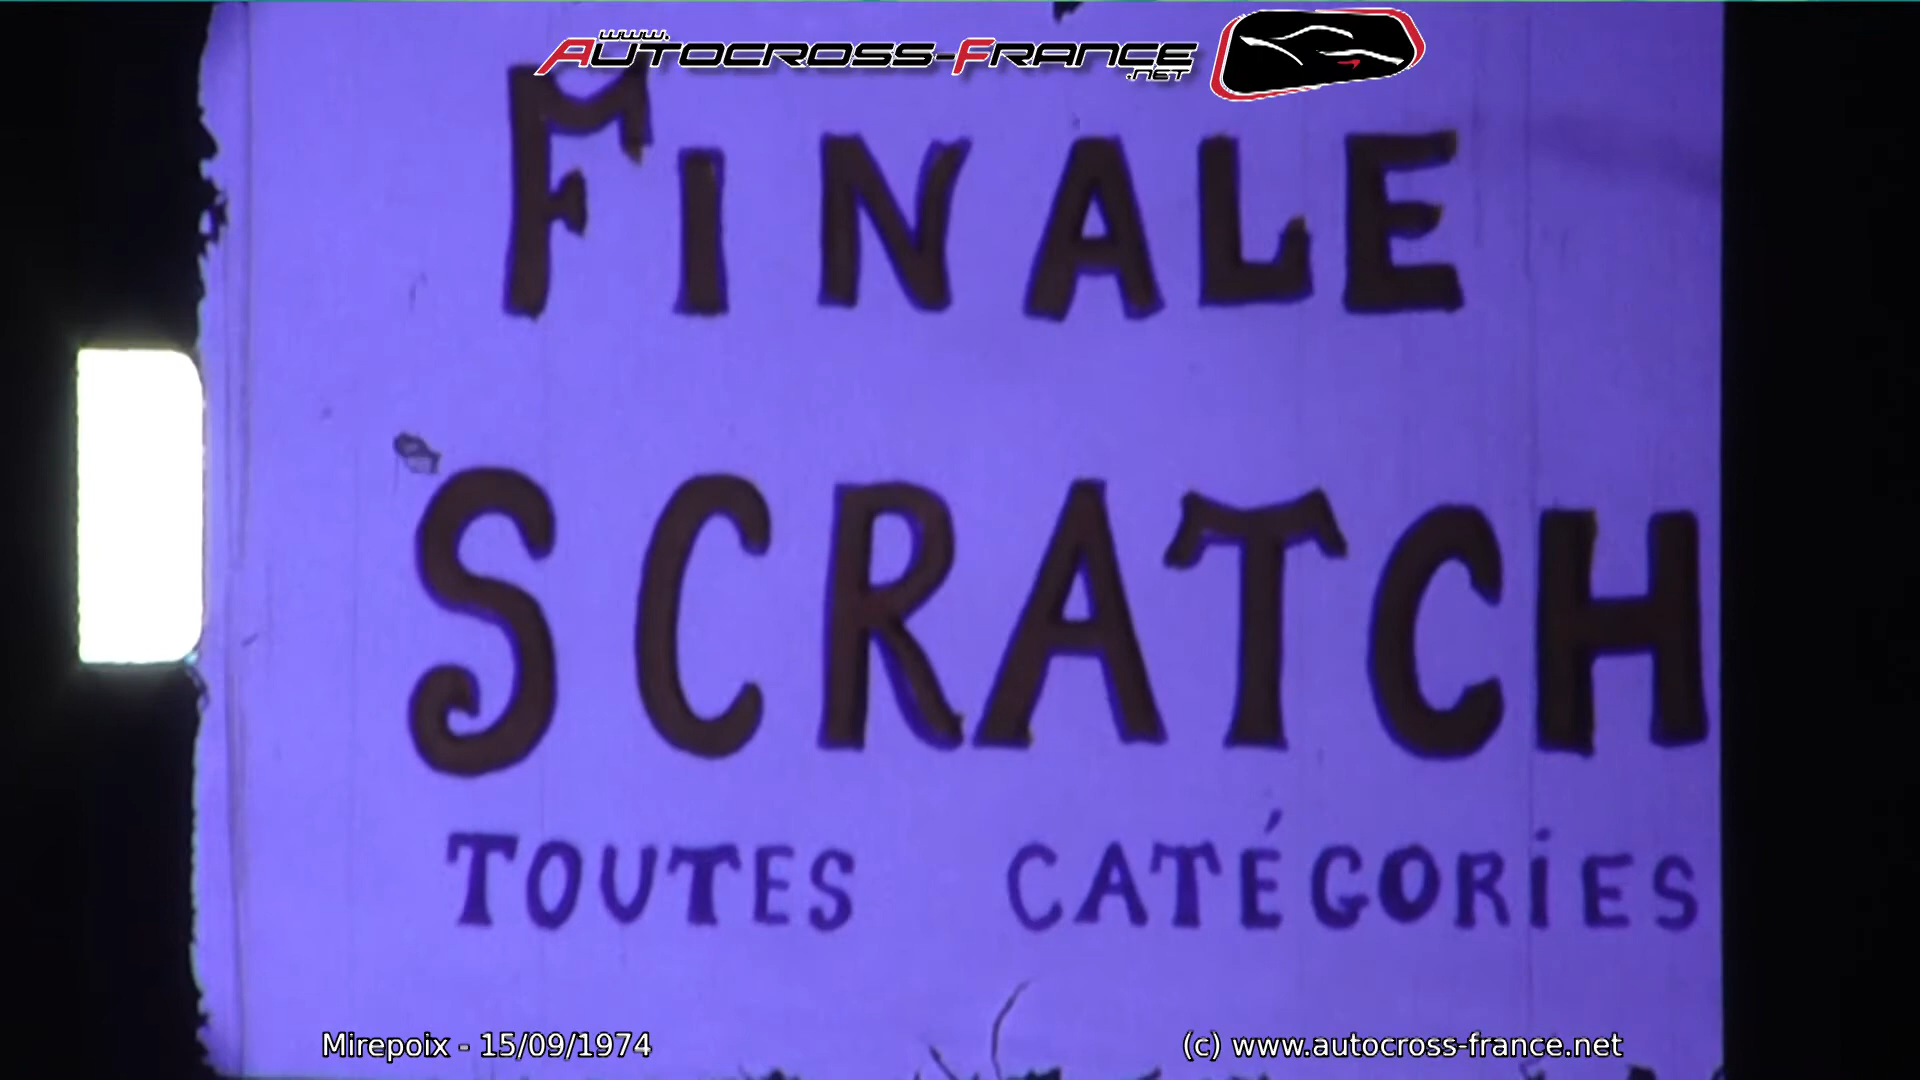 www.
AUTOCROSS-FRANCE
.NET
FINALE
SCRATCH
TOUTES CATÉGORIES
Mirepoix - 15/09/1974
(c) www.autocross-france.net